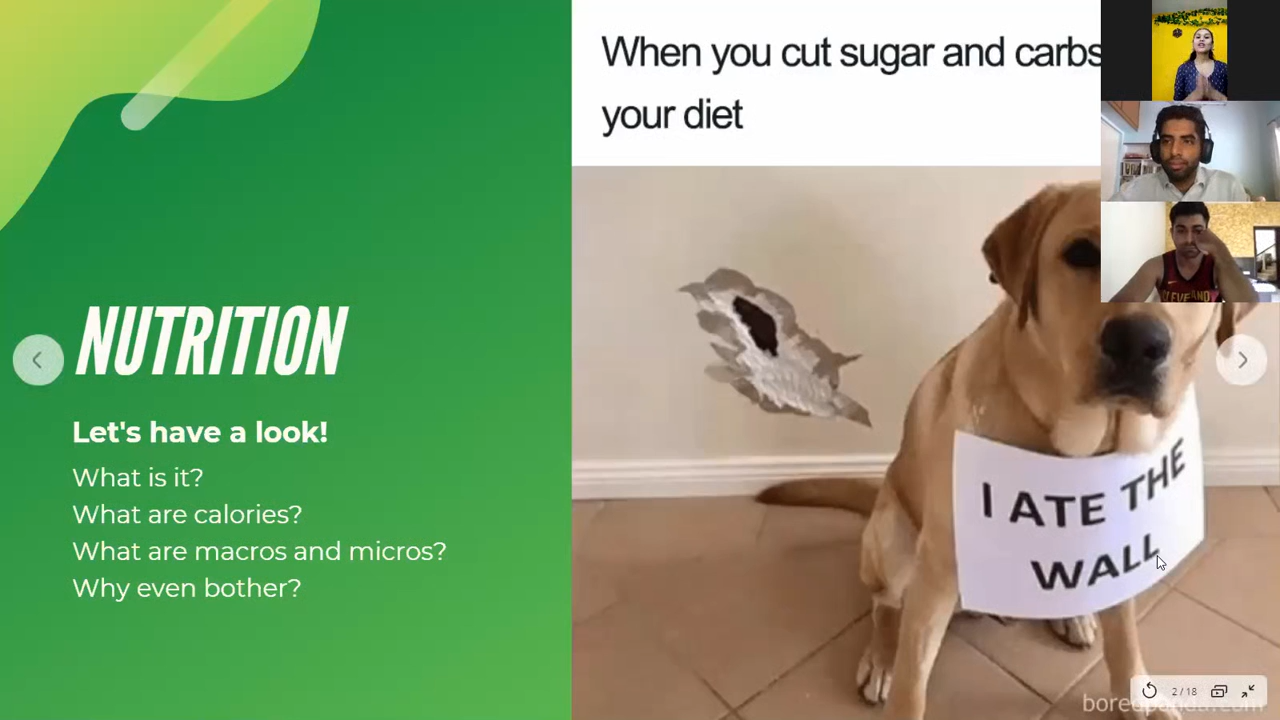 When you cut sugar and carbs
your diet
NUTRITION
Let's have a look!
What is it?
What are calories?
What are macros and micros?
Why even bother?
I ATE THE
WALL
2 / 18